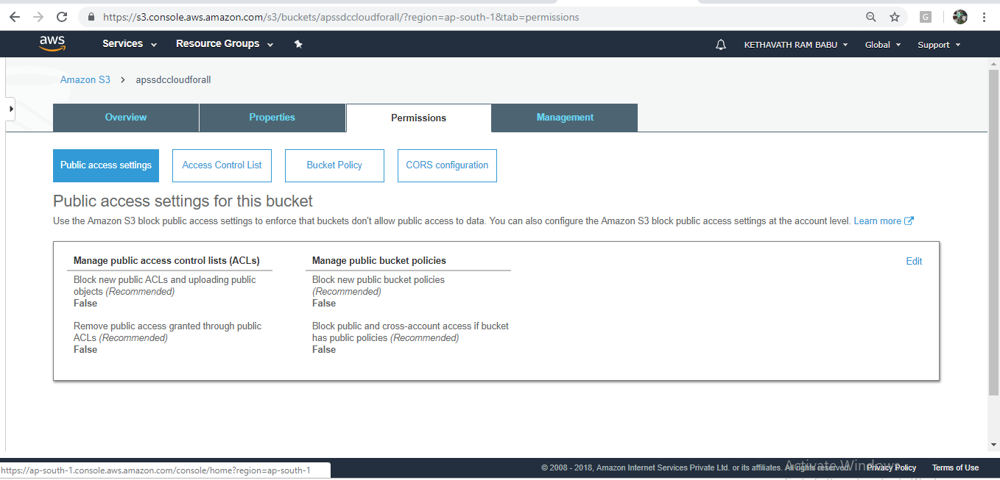 https://s3.console.aws.amazon.com/s3/buckets/apssdccloudforall/?region=ap-south-1&tab=permissions
G
aws Services Resource Groups KETHAVATH RAM BABU Global Support
Amazon S3 > apssdccloudforall
Overview Properties Permissions Management
Public access settings Access Control List Bucket Policy CORS configuration
Public access settings for this bucket
Use the Amazon S3 block public access settings to enforce that buckets don't allow public access to data. You can also configure the Amazon S3 block public access settings at the account level. Learn more
Edit
Manage public access control lists (ACLs)
Block new public ACLs and uploading public
objects (Recommended)
False
Remove public access granted through public
ACLs (Recommended)
False
Manage public bucket policies
Block new public bucket policies
(Recommended)
False
Block public and cross-account access if bucket
has public policies (Recommended)
False
https://ap-south-1.console.aws.amazon.com/console/home?region=ap-south-1
© 2008 - 2018, Amazon Internet Services Private Ltd. or its affiliates. All rights reserved. Privacy Policy Terms of Use
Activate Windows